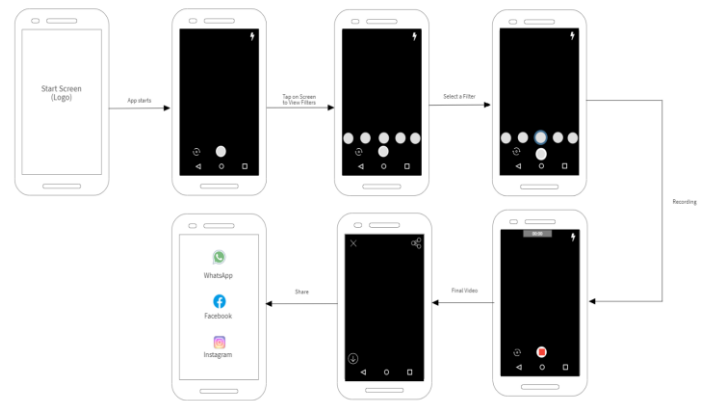 Start Screen
(Logo)
App starts
Tap on Screen
to View Filters
Select a Filter
Recording
Final Video
Share
WhatsApp
Facebook
Instagram